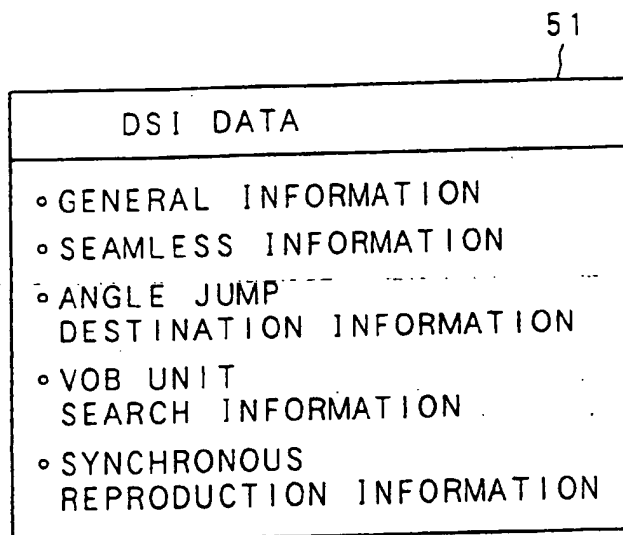 51
DSI DATA
∘GENERAL INFORMATION
∘SEAMLESS INFORMATION
∘ANGLE JUMP
DESTINATION INFORMATION
∘VOB UNIT
SEARCH INFORMATION
∘SYNCHRONOUS
REPRODUCTION INFORMATION